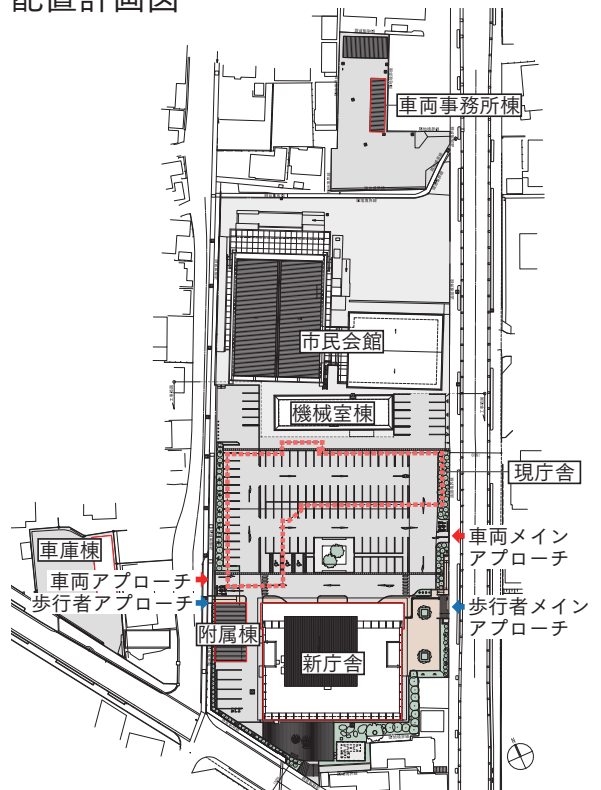 配置計画図
車両事務所棟
市民会館
機械室棟
現庁舎
車両メイン
アプローチ
車庫棟
車両アプローチ
歩行者アプローチ
歩行者メイン
アプローチ
附属棟
新庁舎